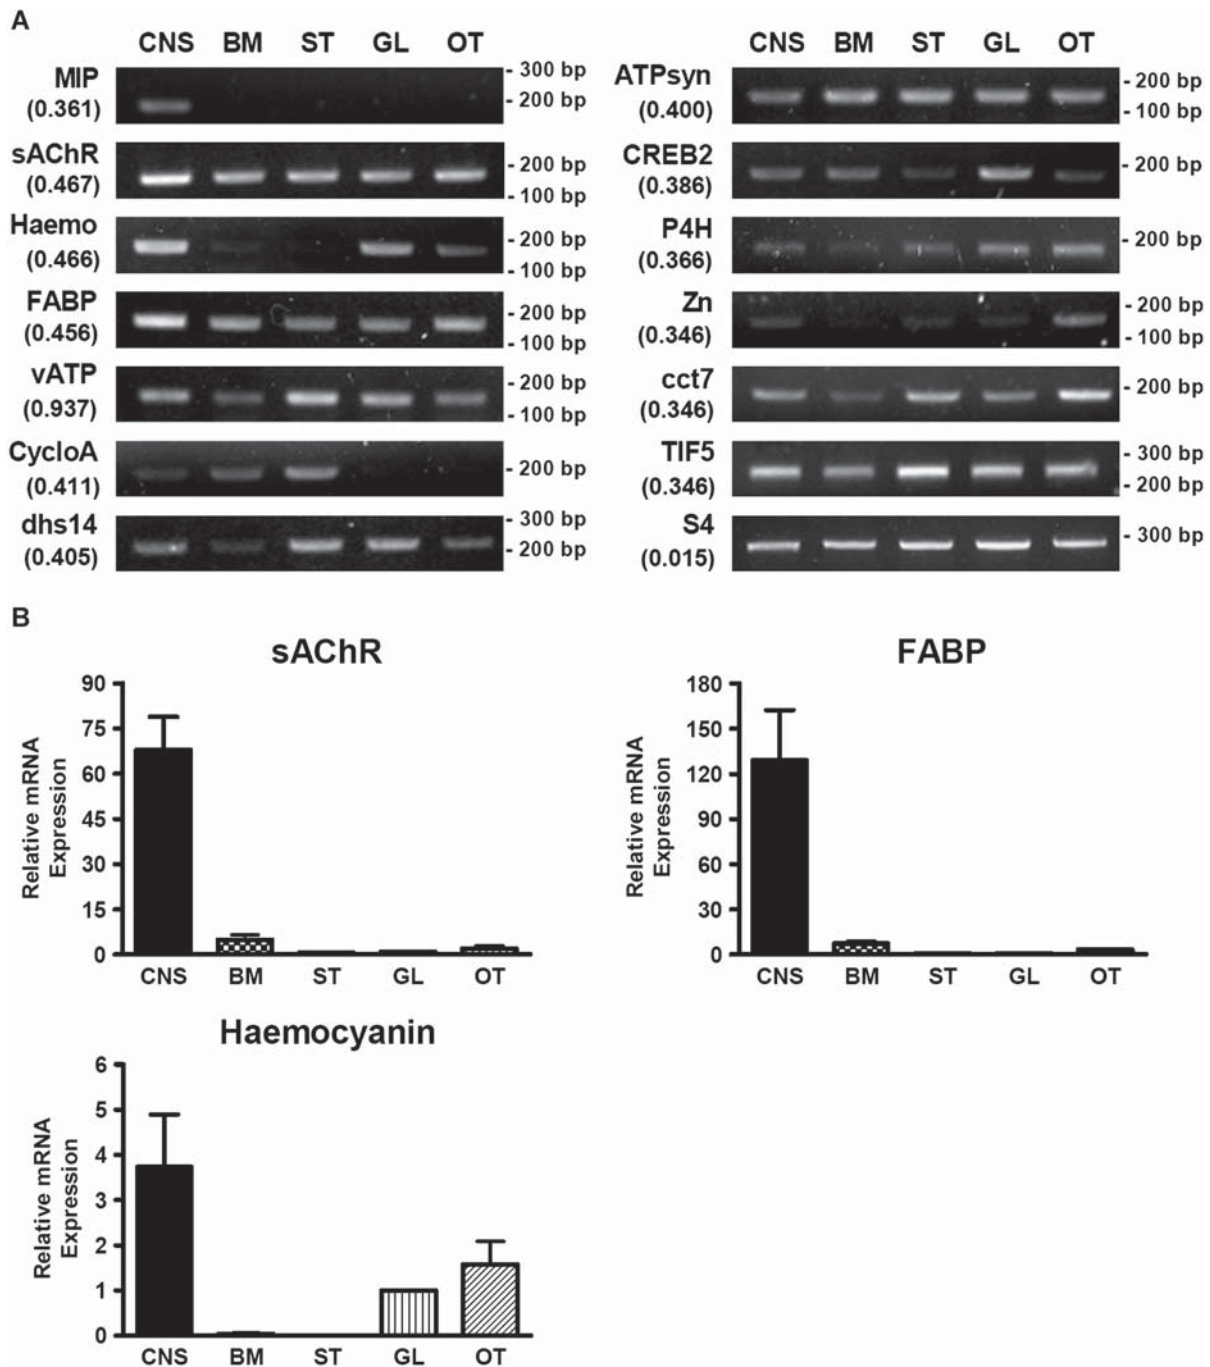 A
CNS BM ST GL OT
MIP
(0.361)
- 300 bp
- 200 bp
sAChR
(0.467)
- 200 bp
- 100 bp
Haemo
(0.466)
- 200 bp
- 100 bp
FABP
(0.456)
- 200 bp
- 100 bp
vATP
(0.937)
- 200 bp
- 100 bp
CycloA
(0.411)
- 200 bp
dhs14
(0.405)
- 300 bp
- 200 bp
CNS BM ST GL OT
ATPsyn
(0.400)
- 200 bp
- 100 bp
CREB2
(0.386)
- 200 bp
P4H
(0.366)
- 200 bp
Zn
(0.346)
- 200 bp
- 100 bp
cct7
(0.346)
- 200 bp
TIF5
(0.346)
- 300 bp
- 200 bp
S4
(0.015)
- 300 bp
B
sAChR
Relative mRNA
Expression
90
75
60
45
30
15
0
CNS BM ST GL OT
FABP
Relative mRNA
Expression
180
150
120
90
60
30
0
CNS BM ST GL OT
Haemocyanin
Relative mRNA
Expression
6
5
4
3
2
1
0
CNS BM ST GL OT